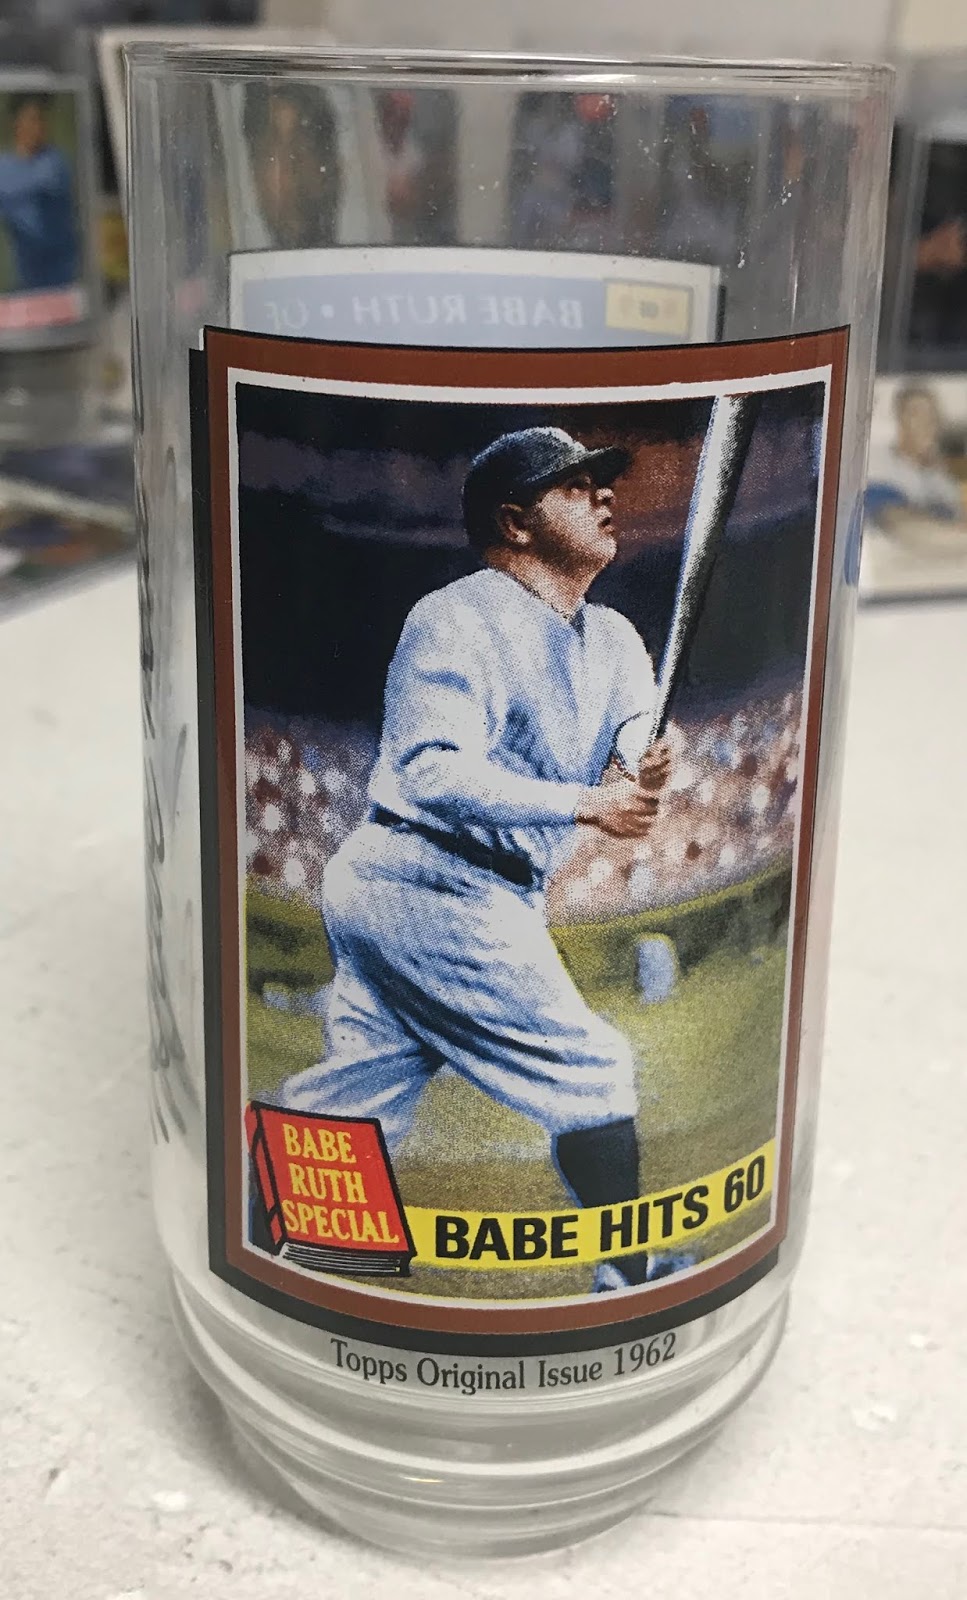 BABE RUTH • OF
BABE
RUTH
SPECIAL
BABE HITS 60
Topps Original Issue 1962